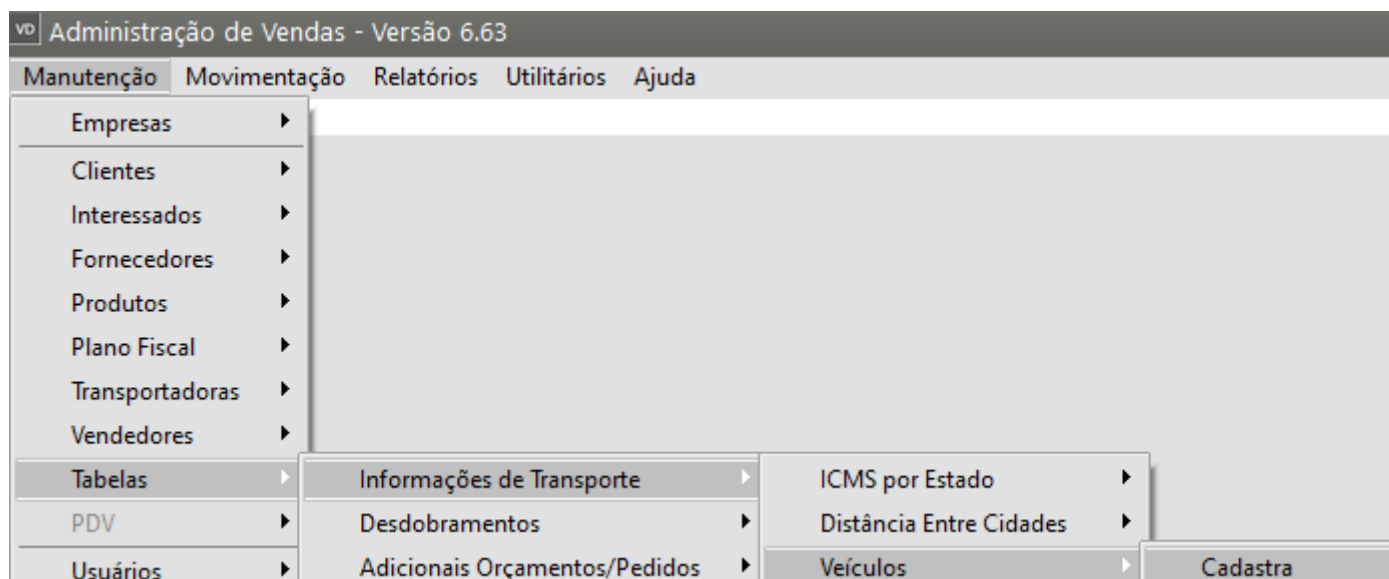 VD Administração de Vendas - Versão 6.63
Manutenção Movimentação Relatórios Utilitários Ajuda
Empresas
Clientes
Interessados
Fornecedores
Produtos
Plano Fiscal
Transportadoras
Vendedores
Tabelas Informações de Transporte ICMS por Estado
PDV Desdobramentos Distância Entre Cidades
Usuários Adicionais Orçamentos/Pedidos Veículos Cadastra